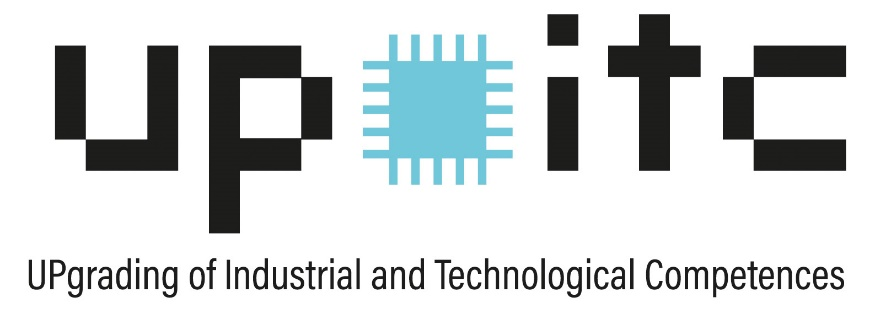 up itc
UPgrading of Industrial and Technological Competences